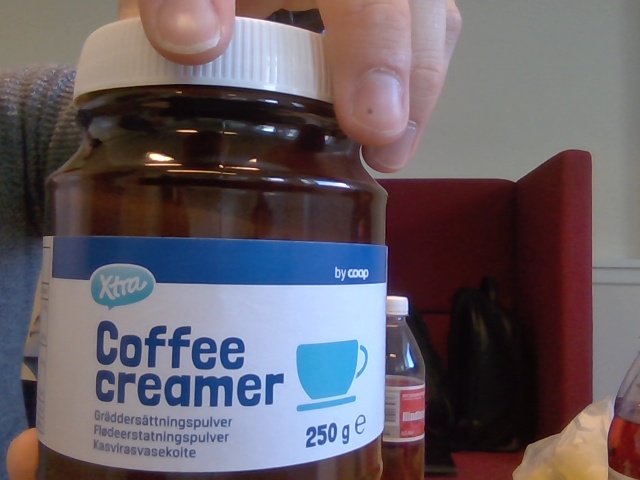 by coop
Xtra
Coffee
creamer
Gräddersättningspulver
Flødeerstatningspulver
Kasvirasvasekoite
250 g e